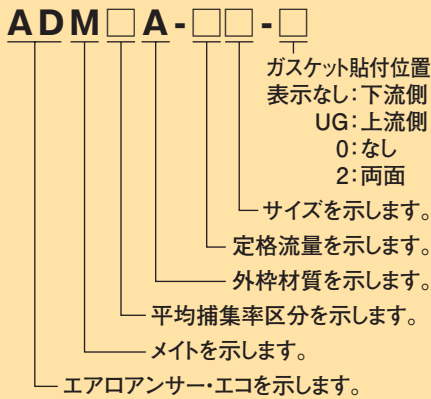 ADM□A-□□-□
ガスケット貼付位置
表示なし:下流側
UG:上流側
0:なし
2:両面
サイズを示します。
定格流量を示します。
外枠材質を示します。
平均捕集率区分を示します。
メイトを示します。
エアロアンサー・エコを示します。